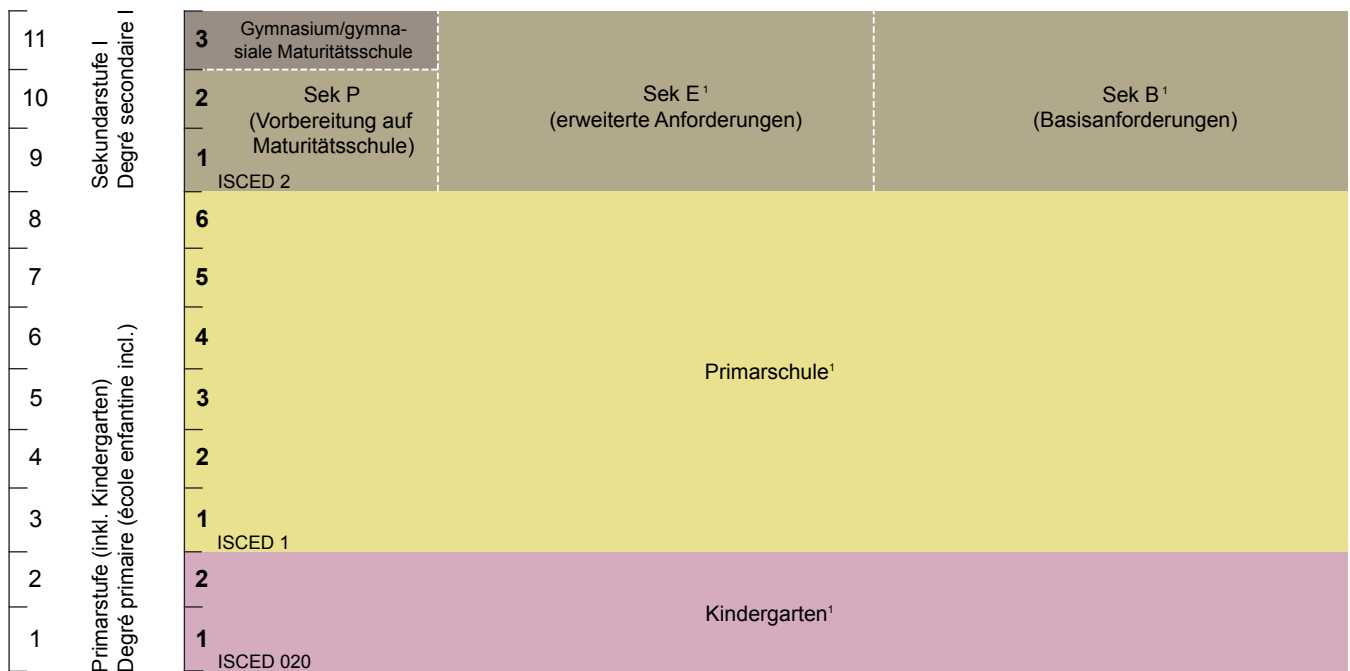 11
10
9
8
7
6
5
4
3
2
1
Sekundarstufe I
Degré secondaire I
Primarstufe (inkl. Kindergarten)
Degré primaire (école enfantine incl.)
3
2
1
ISCED 2
6
5
4
3
2
1
ISCED 1
2
1
ISCED 020
Gymnasium/gymna-
siale Maturitätsschule
Sek P
(Vorbereitung auf
Maturitätsschule)
Sek E¹
(erweiterte Anforderungen)
Sek B¹
(Basisanforderungen)
Primarschule¹
Kindergarten¹